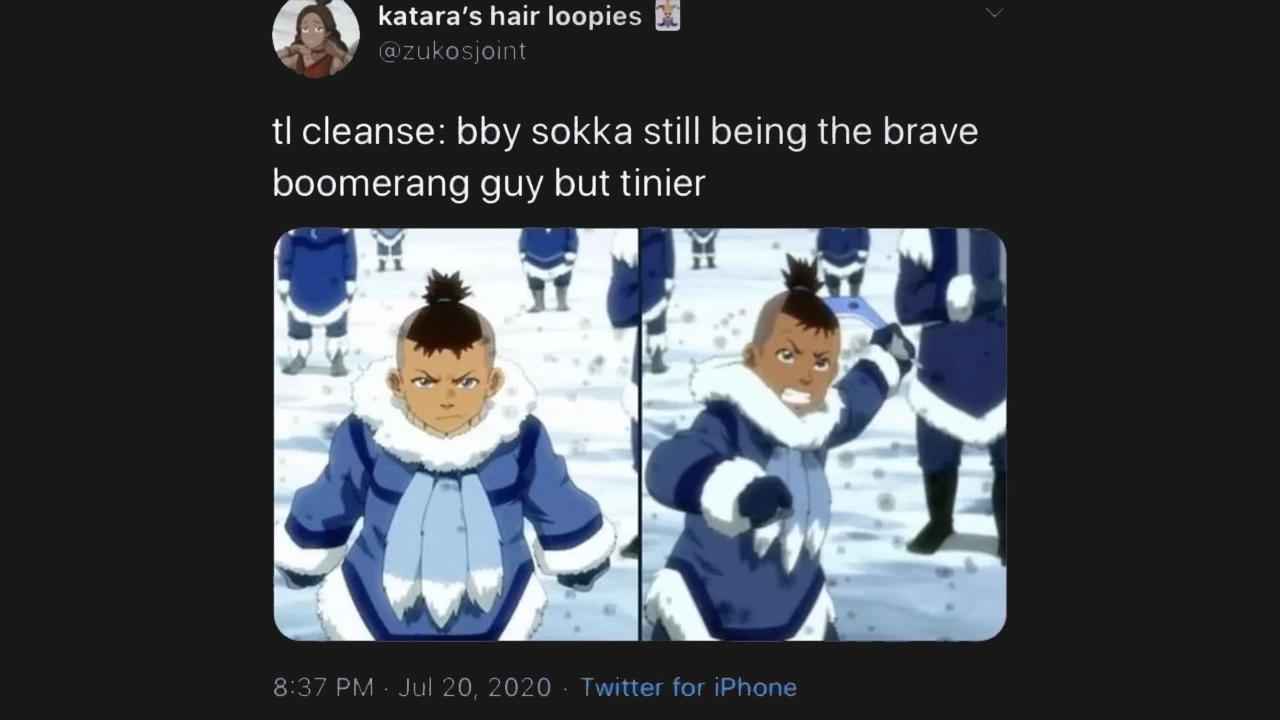 katara’s hair loopies 🃏
@zukosjoint
tl cleanse: bby sokka still being the brave
boomerang guy but tinier
8:37 PM · Jul 20, 2020 · Twitter for iPhone